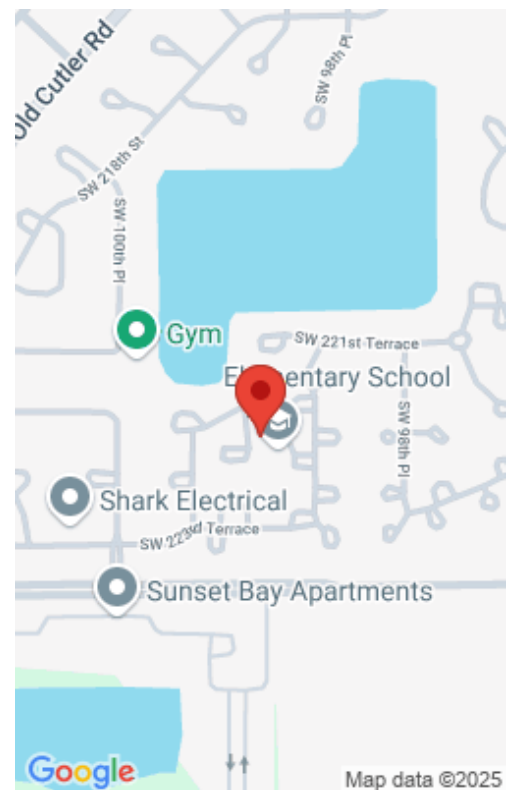 Old Cutler Rd
SW 98th Pl
SW 218th St
SW 100th Pl
Gym
SW 221st Terrace
Elementary School
SW 98th Pl
Shark Electrical
SW 223rd Terrace
Sunset Bay Apartments
Google
Map data ©2025